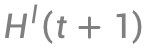 H^l(t + 1)